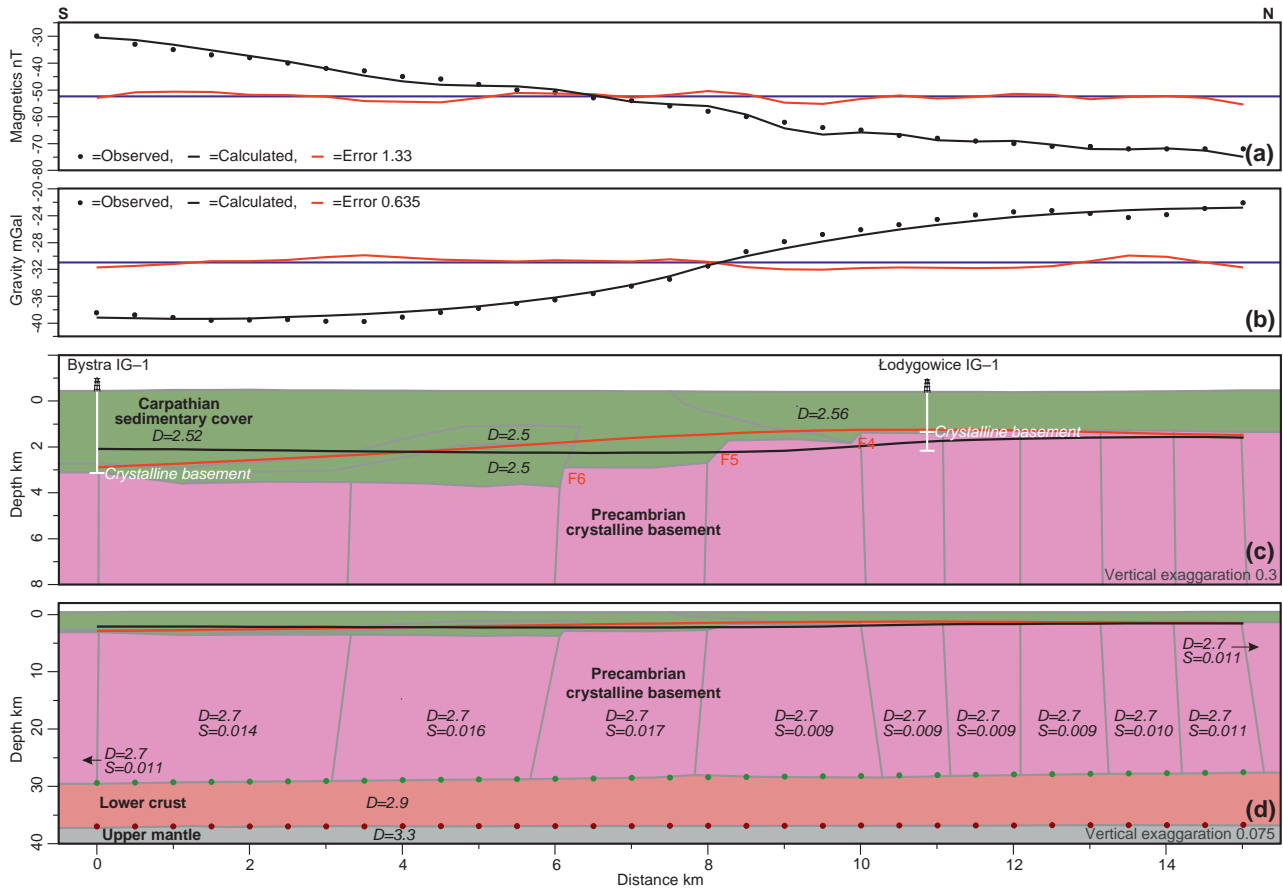 S N
-30
-40
-50
-60
-70
-80
Magnetics nT
=Observed, =Calculated, =Error 1.33
(a)
-20
-24
-28
-32
-36
-40
Gravity mGal
=Observed, =Calculated, =Error 0.635
(b)
Bystra IG–1 Łodygowice IG–1
0
2
4
6
8
Depth km
Carpathian
sedimentary cover
D=2.52
D=2.5
D=2.5
D=2.56
Crystalline basement
Crystalline basement
F4
F5
F6
Precambrian
crystalline basement
(c)
Vertical exaggaration 0.3
0
10
20
30
40
Depth km
Precambrian
crystalline basement
D=2.7
S=0.011
D=2.7
S=0.014
D=2.7
S=0.016
D=2.7
S=0.017
D=2.7
S=0.009
D=2.7
S=0.009
D=2.7
S=0.009
D=2.7
S=0.009
D=2.7
S=0.010
D=2.7
S=0.011
D=2.7
S=0.011
Lower crust D=2.9
Upper mantle D=3.3
(d)
Vertical exaggaration 0.075
0 2 4 6 8 10 12 14
Distance km